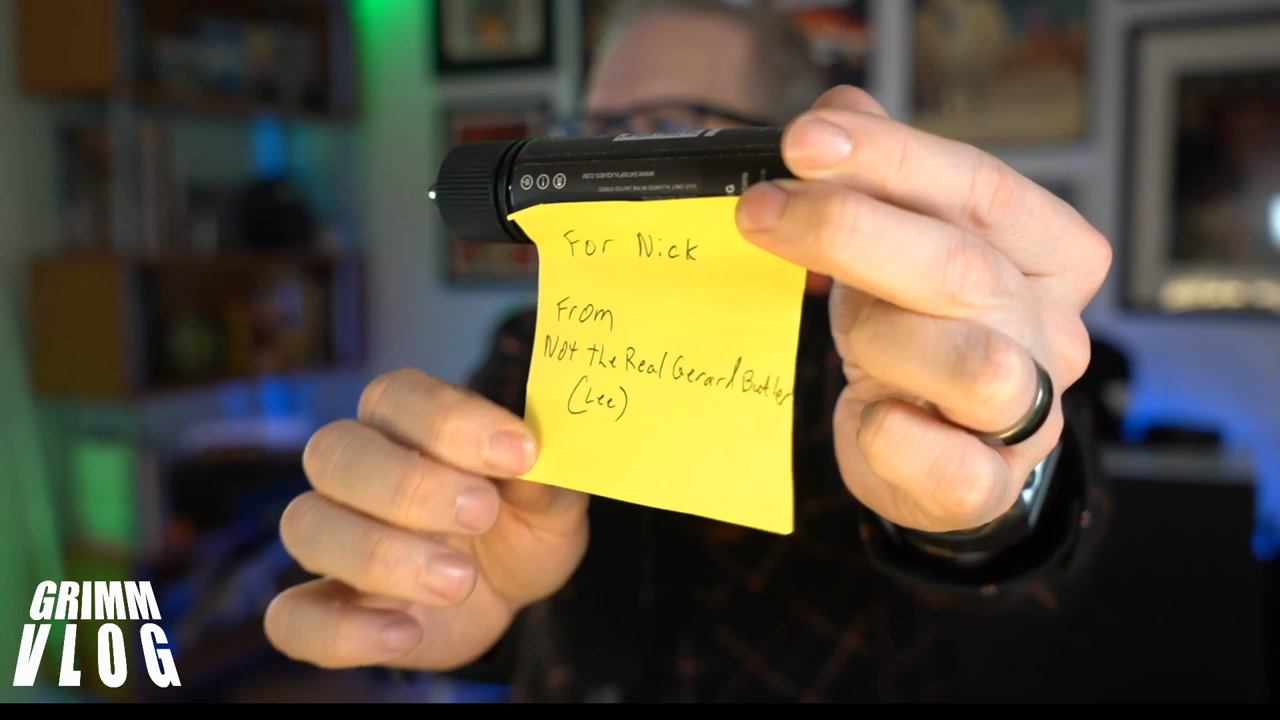 For Nick
From
Not the Real Gerard Butler
(Lee)
GRIMM
VLOG